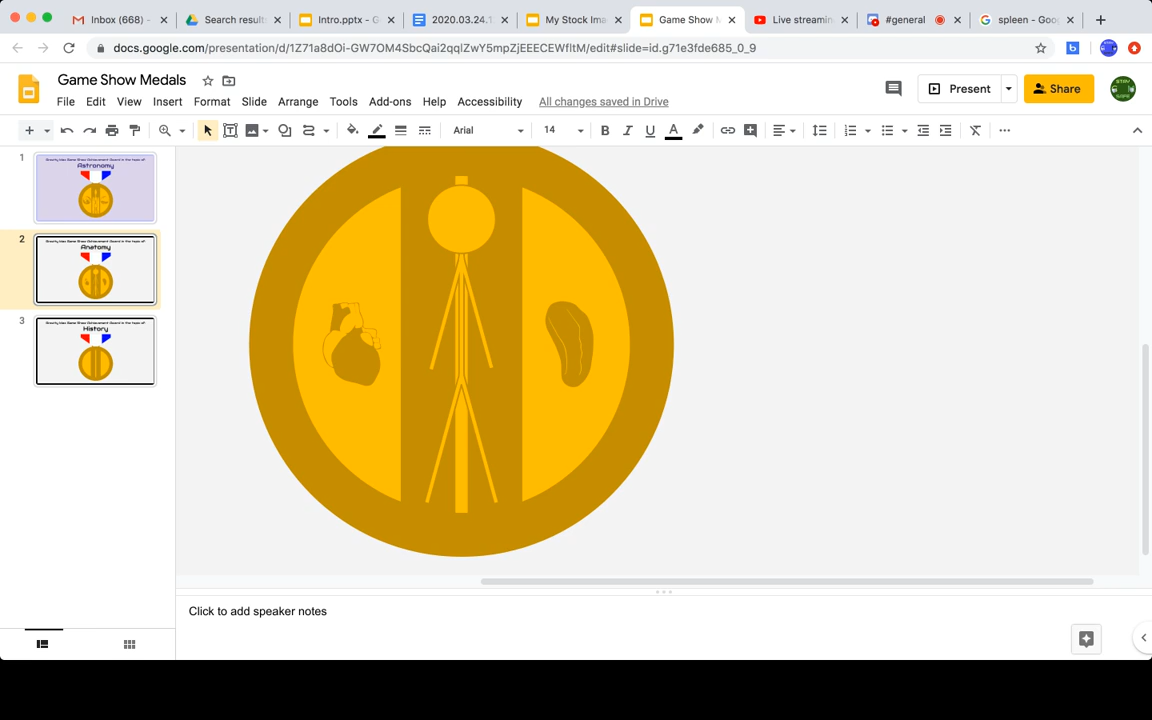 Inbox (668) -
Search result
Intro.pptx - G
2020.03.24.1
My Stock Ima
Game Show M
Live streamin
#general
spleen - Goog
docs.google.com/presentation/d/1Z71a8dOi-GW7OM4SbcQai2qqlZwY5mpZjEEECEWfltM/edit#slide=id.g71e3fde685_0_9
Game Show Medals
File Edit View Insert Format Slide Arrange Tools Add-ons Help Accessibility All changes saved in Drive
Present
Share
Arial
14
B I U A
1
Astronomy
2
Anatomy
3
History
Click to add speaker notes